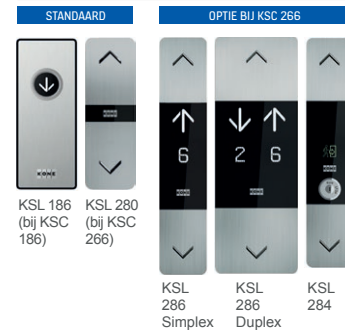 STANDAARD
OPTIE BIJ KSC 266
6
2 6
KONE
KSL 186
(bij KSC
186)
KSL 280
(bij KSC
266)
KSL
286
Simplex
KSL
286
Duplex
KSL
284